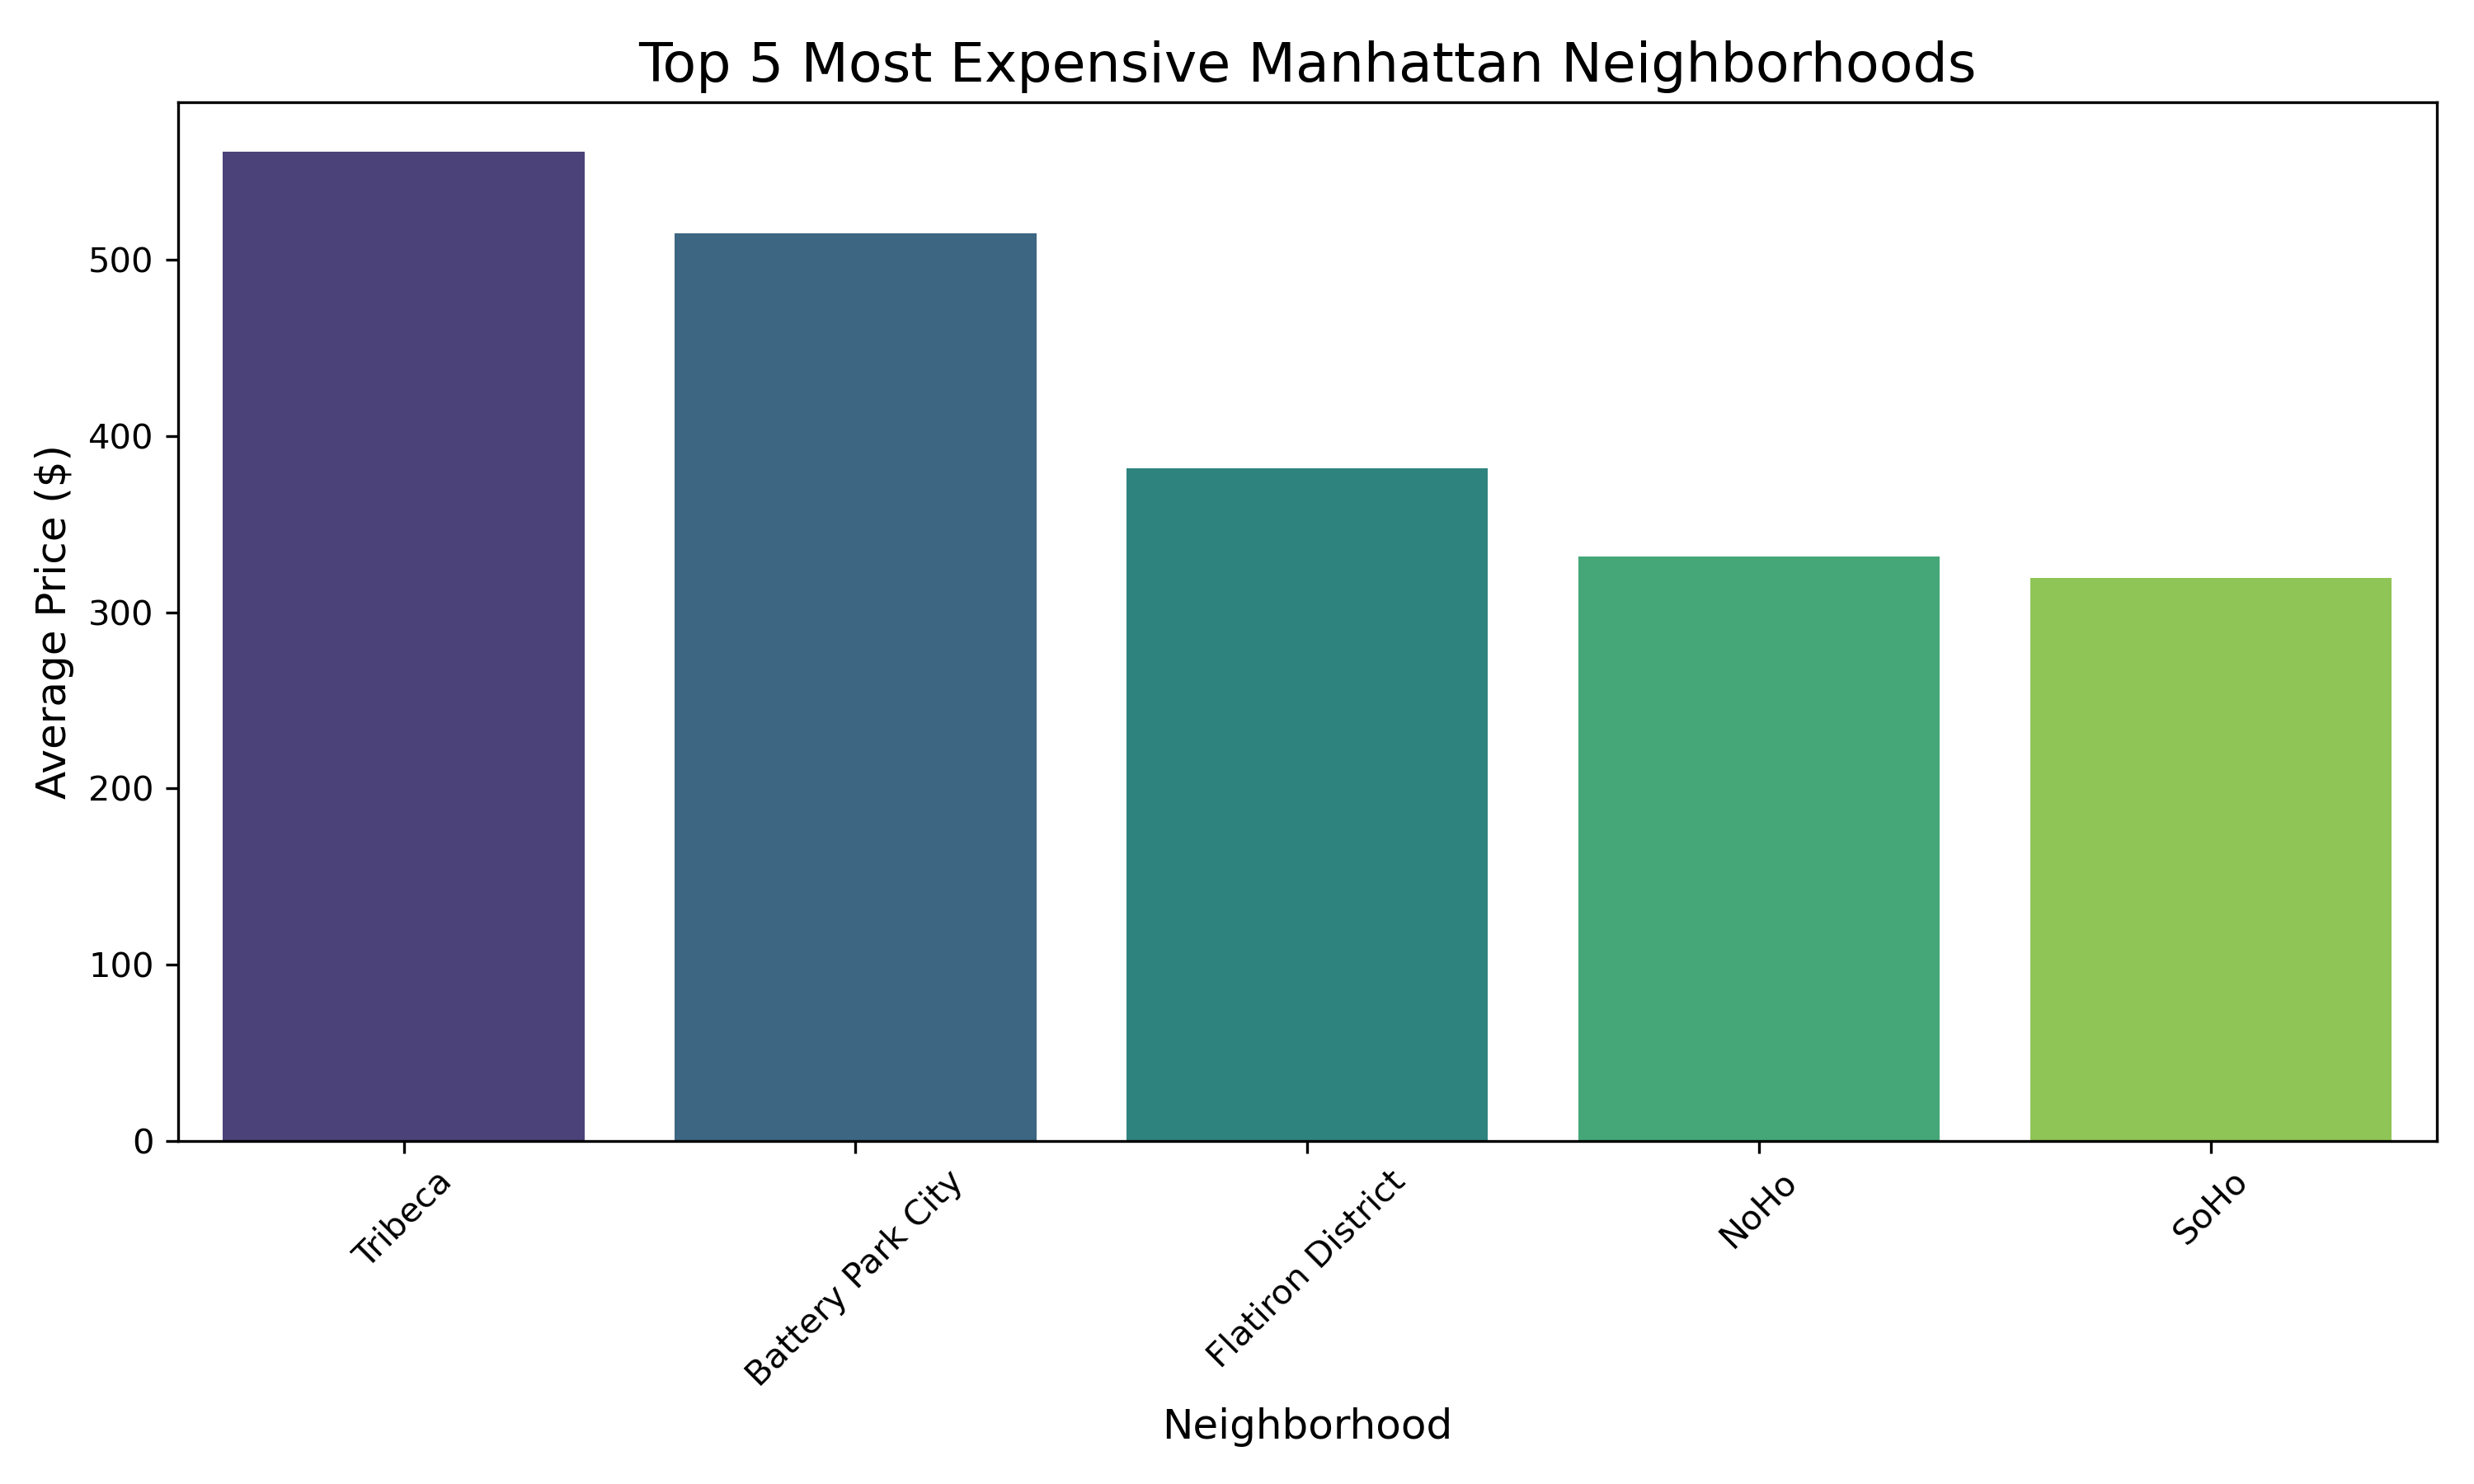 Top 5 Most Expensive Manhattan Neighborhoods
Average Price ($)
500
400
300
200
100
0
Tribeca
Battery Park City
Flatiron District
NoHo
SoHo
Neighborhood